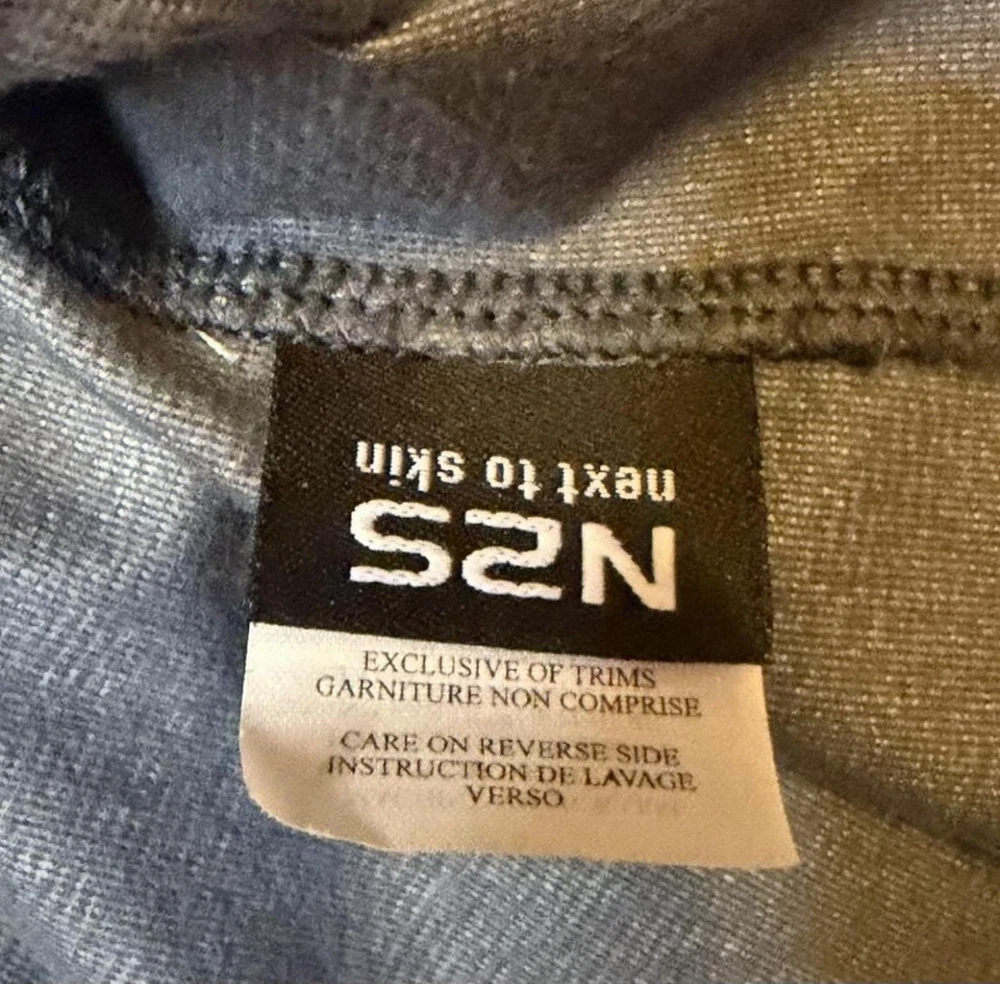 N2S
next to skin
EXCLUSIVE OF TRIMS
GARNITURE NON COMPRISE
CARE ON REVERSE SIDE
INSTRUCTION DE LAVAGE
VERSO